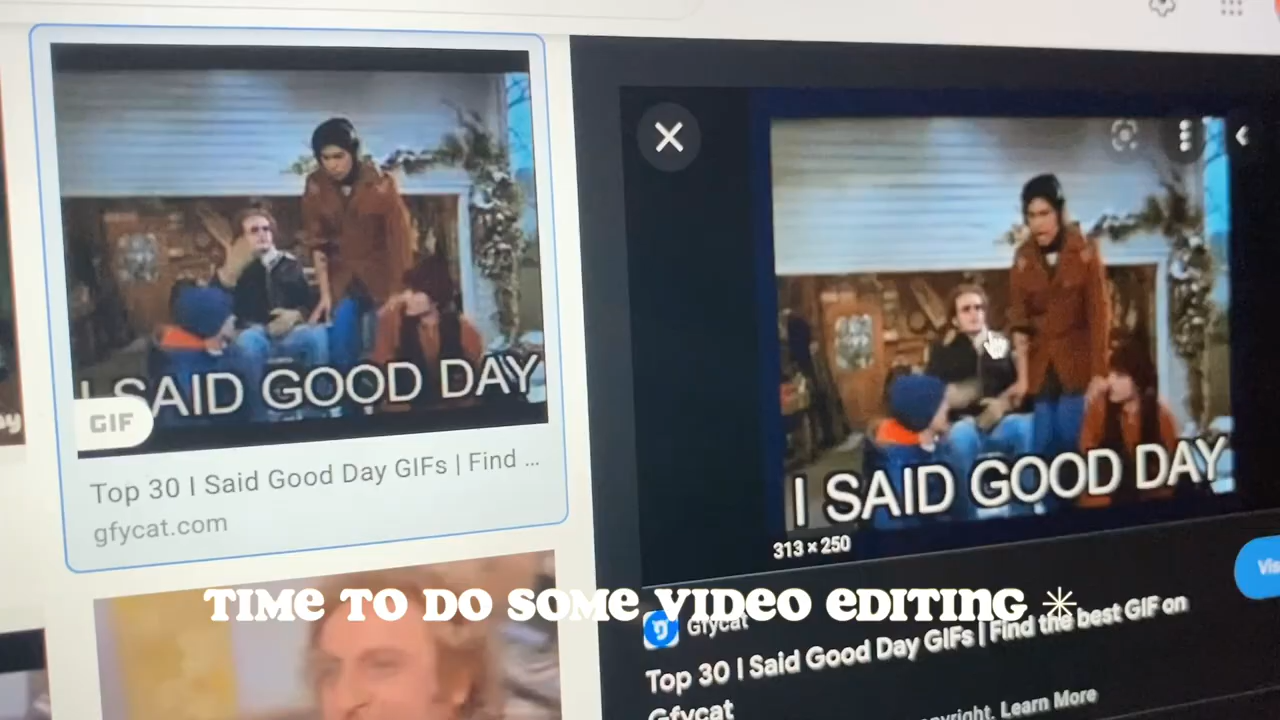 I SAID GOOD DAY
GIF
Top 30 I Said Good Day GIFs | Find ...
gfycat.com
I SAID GOOD DAY
313 × 250
Vis
TIME TO DO SOME VIDEO EDITING
Gfycat
Top 30 I Said Good Day GIFs | Find the best GIF on
Gfycat
Learn More